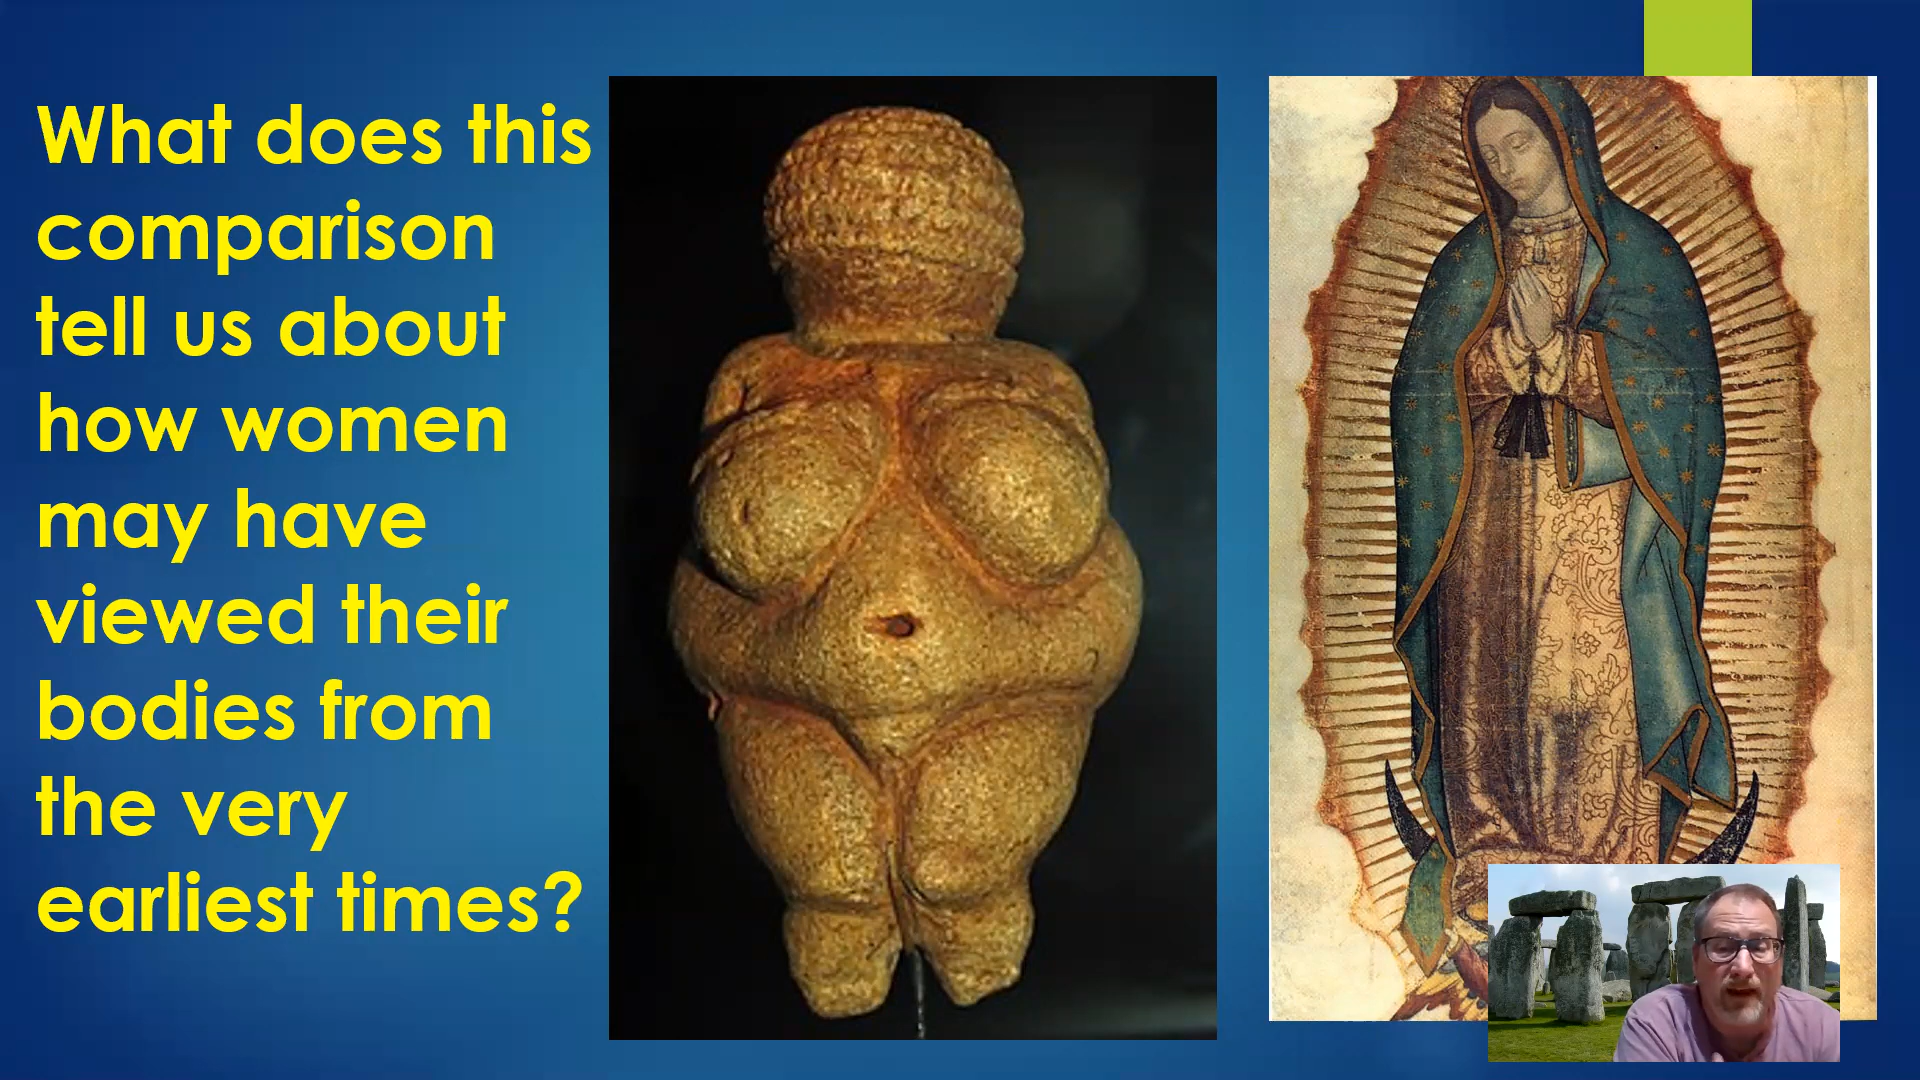 What does this
comparison
tell us about
how women
may have
viewed their
bodies from
the very
earliest times?